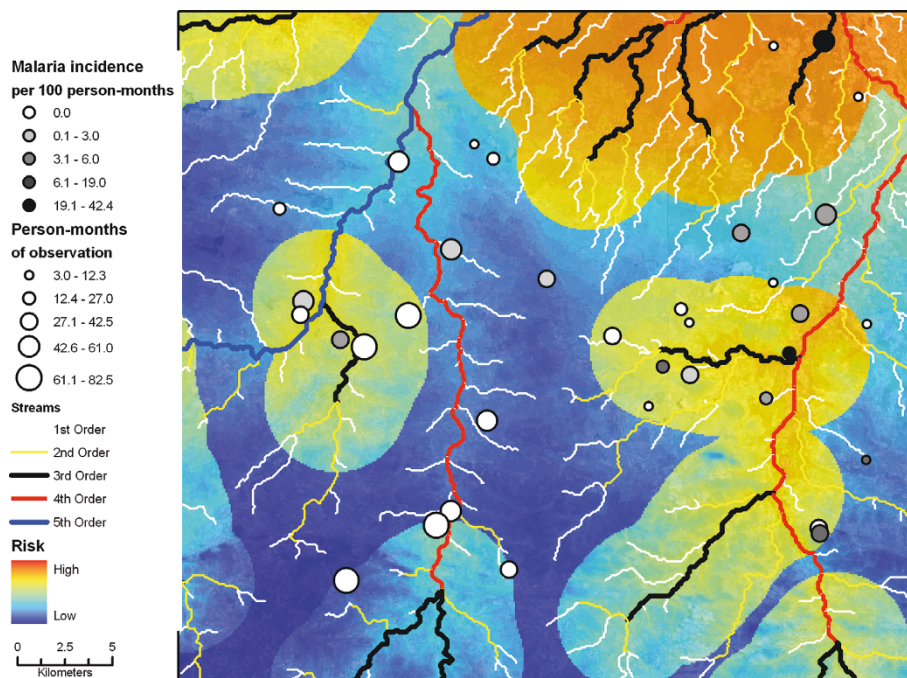 Malaria incidence
per 100 person-months
0.0
0.1 - 3.0
3.1 - 6.0
6.1 - 19.0
19.1 - 42.4
Person-months
of observation
3.0 - 12.3
12.4 - 27.0
27.1 - 42.5
42.6 - 61.0
61.1 - 82.5
Streams
1st Order
2nd Order
3rd Order
4th Order
5th Order
Risk
High
Low
0 2.5 5
Kilometers